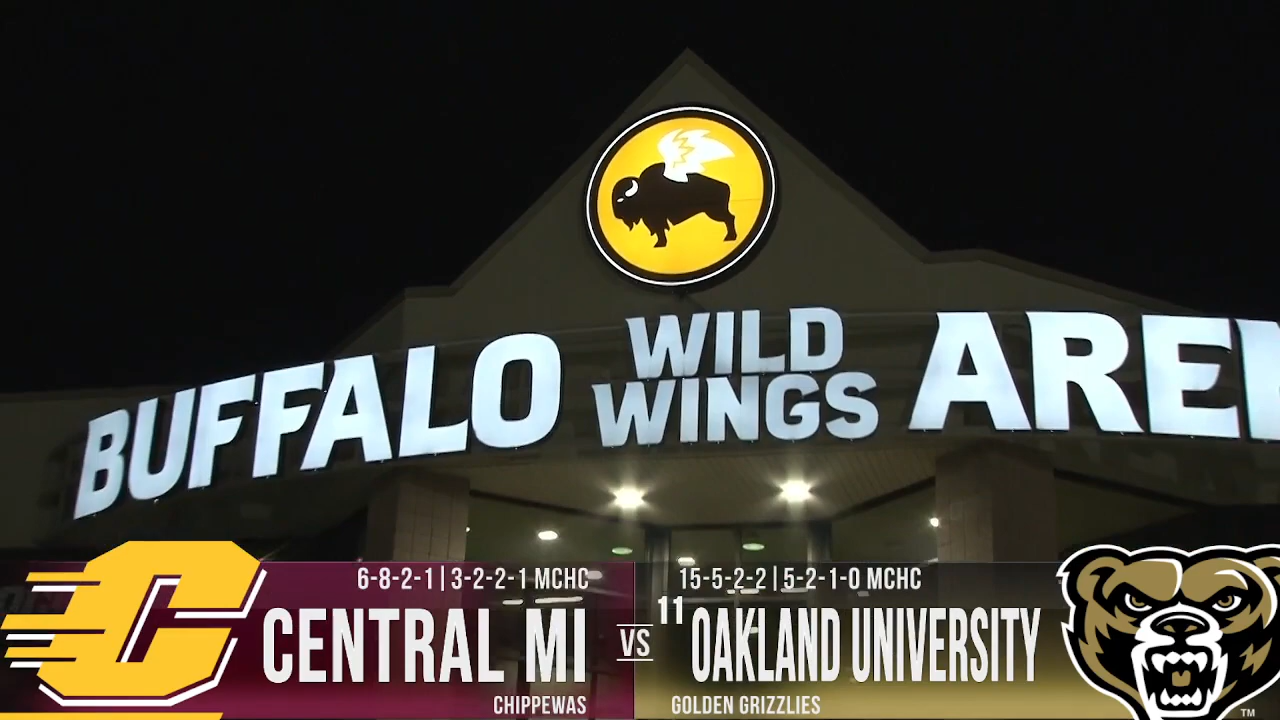 BUFFALO WILD WINGS AREN
6-8-2-1 | 3-2-2-1 MCHC
CENTRAL MI
CHIPPEWAS
VS
15-5-2-2 | 5-2-1-0 MCHC
11 OAKLAND UNIVERSITY
GOLDEN GRIZZLIES
TM